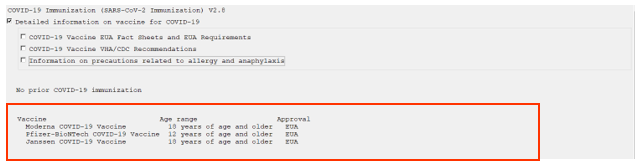 COVID-19 Immunization (SARS-CoV-2 Immunization) V2.8
Detailed information on vaccine for COVID-19
COVID-19 Vaccine EUA Fact Sheets and EUA Requirements
COVID-19 Vaccine VHA/CDC Recommendations
Information on precautions related to allergy and anaphylaxis
No prior COVID-19 immunization
Vaccine Age range Approval
Moderna COVID-19 Vaccine 18 years of age and older EUA
Pfizer-BioNTech COVID-19 Vaccine 12 years of age and older EUA
Janssen COVID-19 Vaccine 18 years of age and older EUA